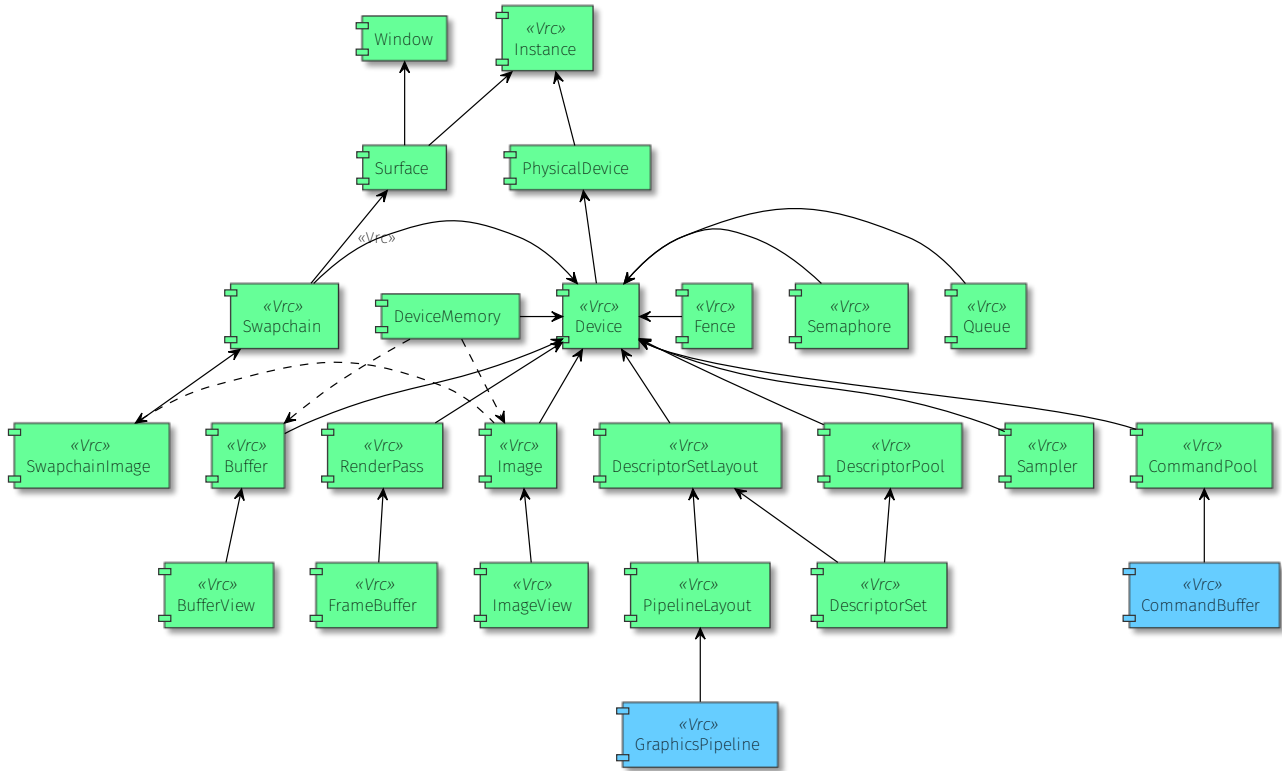 Window
«Vrc»
Instance
Surface
PhysicalDevice
«Vrc»
«Vrc»
Swapchain
DeviceMemory
«Vrc»
Device
«Vrc»
Fence
«Vrc»
Semaphore
«Vrc»
Queue
«Vrc»
SwapchainImage
«Vrc»
Buffer
«Vrc»
RenderPass
«Vrc»
Image
«Vrc»
DescriptorSetLayout
«Vrc»
DescriptorPool
«Vrc»
Sampler
«Vrc»
CommandPool
«Vrc»
BufferView
«Vrc»
FrameBuffer
«Vrc»
ImageView
«Vrc»
PipelineLayout
«Vrc»
DescriptorSet
«Vrc»
CommandBuffer
«Vrc»
GraphicsPipeline